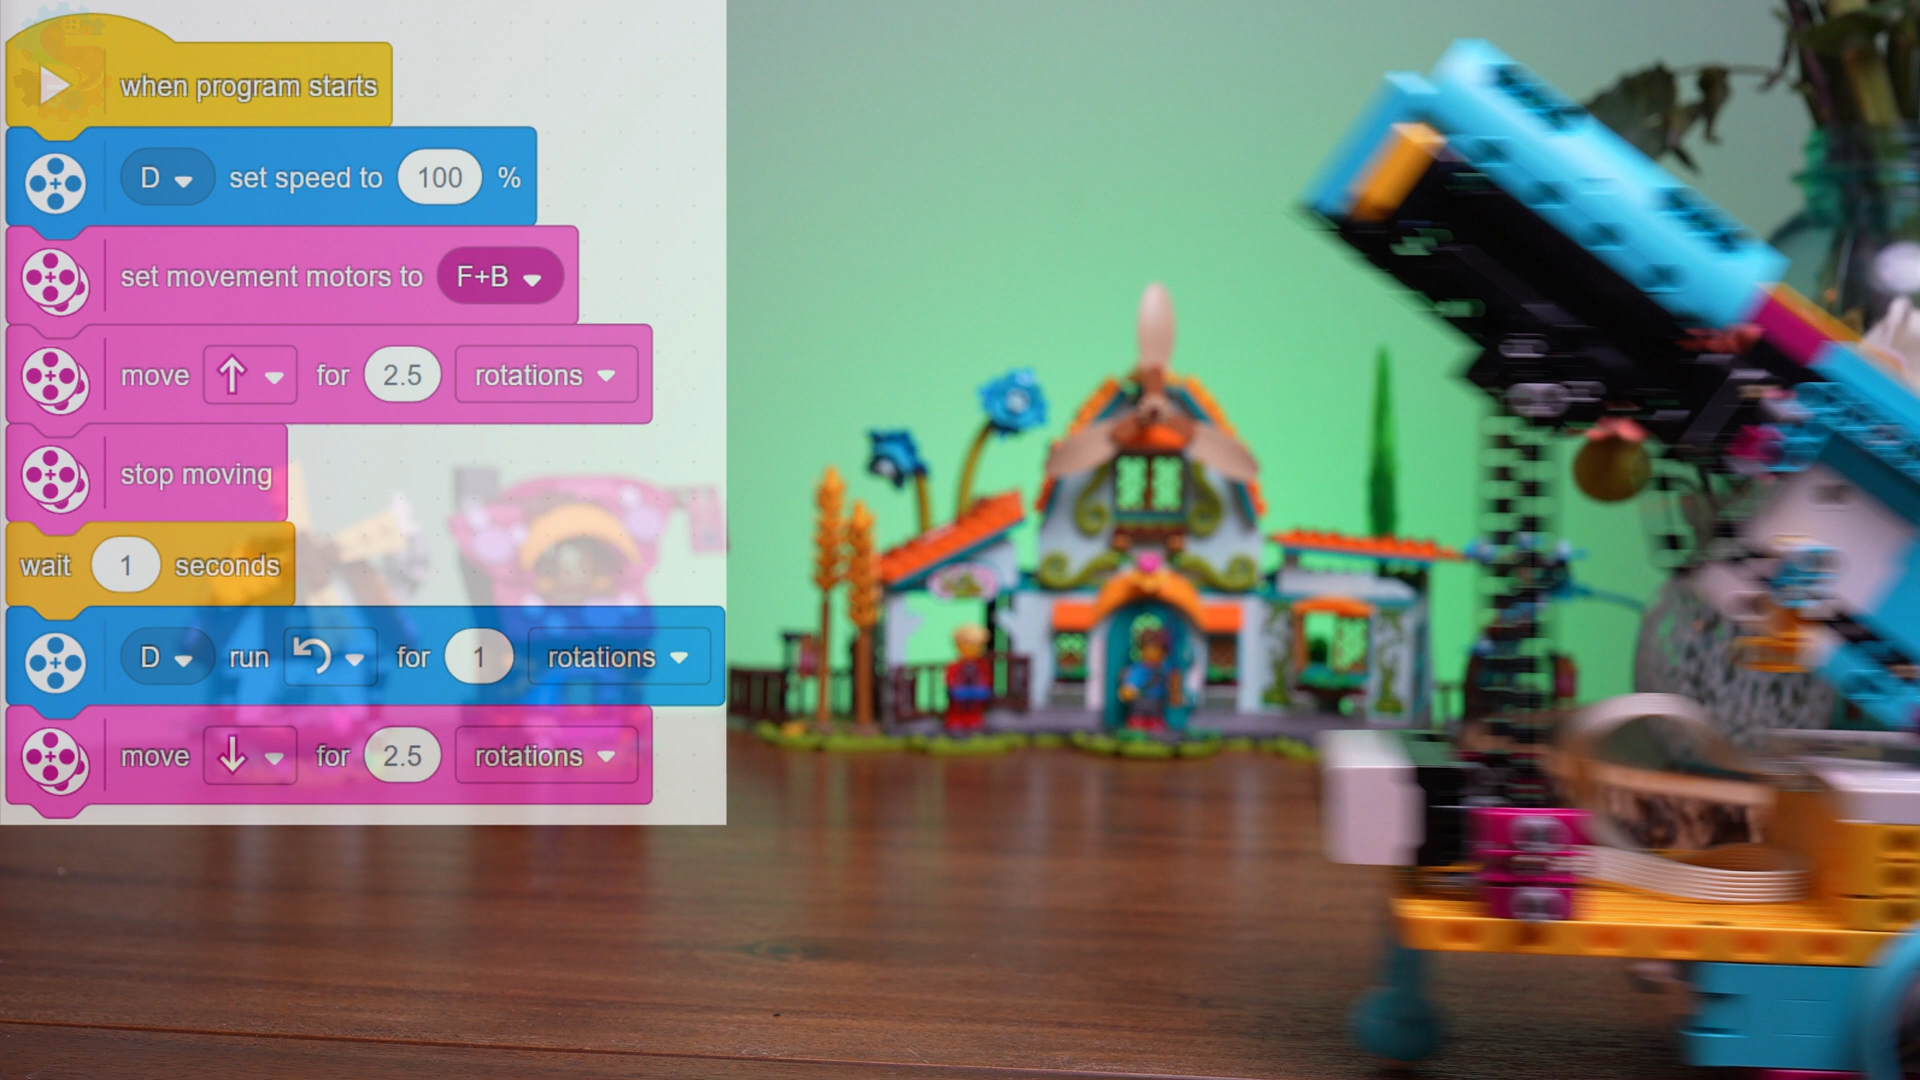 when program starts
D set speed to 100 %
set movement motors to F+B
move for 2.5 rotations
stop moving
wait 1 seconds
D run for 1 rotations
move for 2.5 rotations